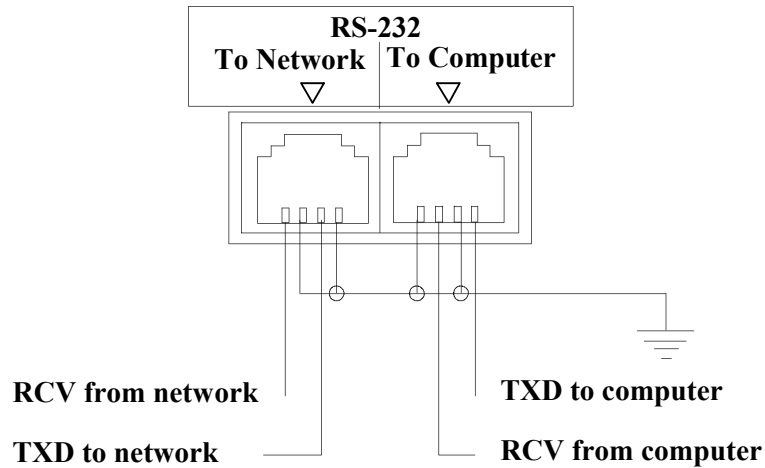 RS-232
To Network To Computer
RCV from network
TXD to computer
TXD to network
RCV from computer